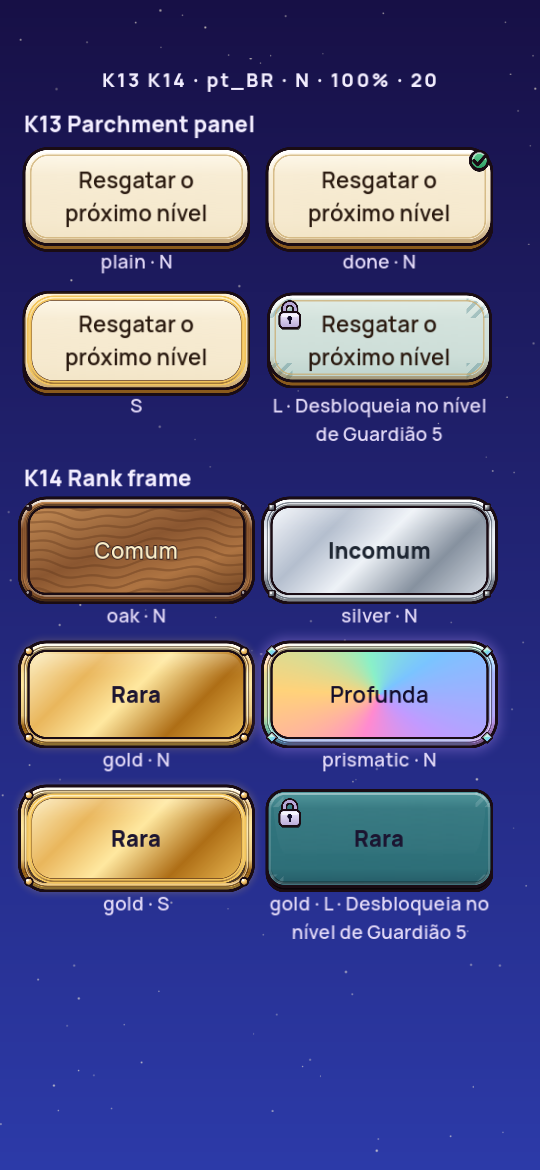 K13 K14 · pt_BR · N · 100% · 20
K13 Parchment panel
Resgatar o
próximo nível
Resgatar o
próximo nível
plain · N
done · N
Resgatar o
próximo nível
Resgatar o
próximo nível
S
L · Desbloqueia no nível
de Guardião 5
K14 Rank frame
Comum
Incomum
oak · N
silver · N
Rara
Profunda
gold · N
prismatic · N
Rara
Rara
gold · S
gold · L · Desbloqueia no
nível de Guardião 5